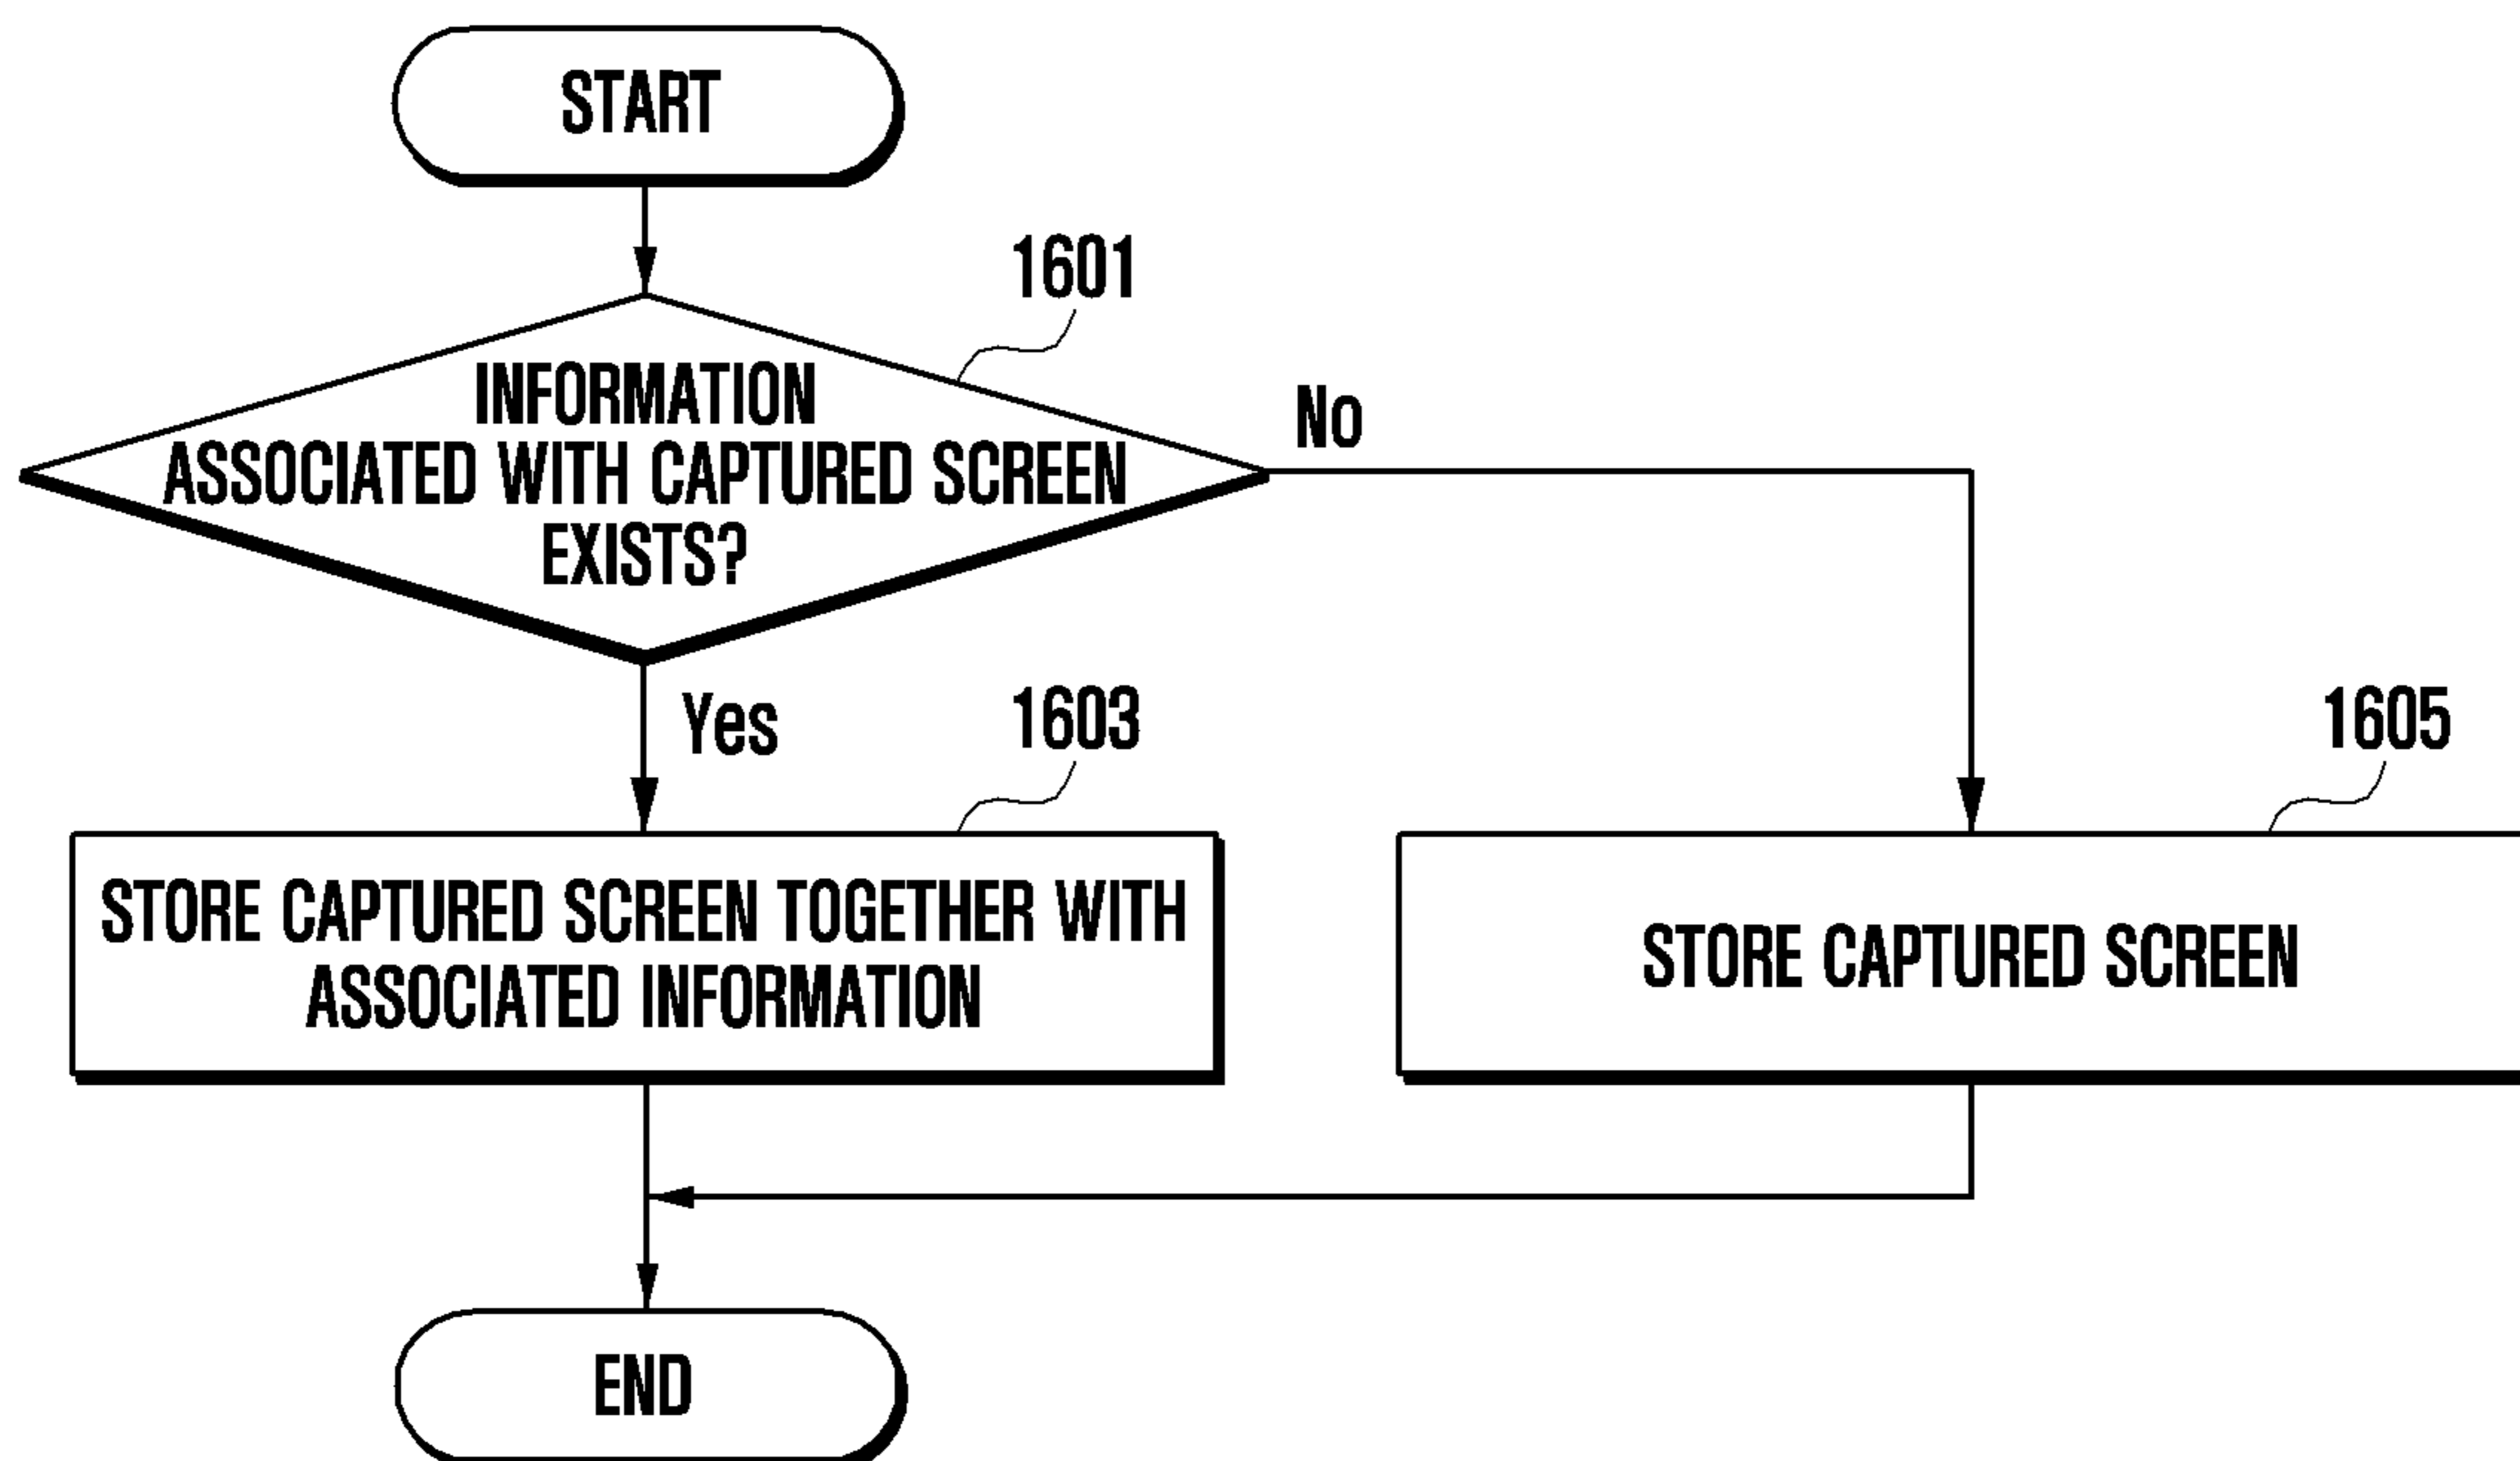 START
1601
INFORMATION
ASSOCIATED WITH CAPTURED SCREEN
EXISTS?
No
Yes
1603
1605
STORE CAPTURED SCREEN TOGETHER WITH
ASSOCIATED INFORMATION
STORE CAPTURED SCREEN
END